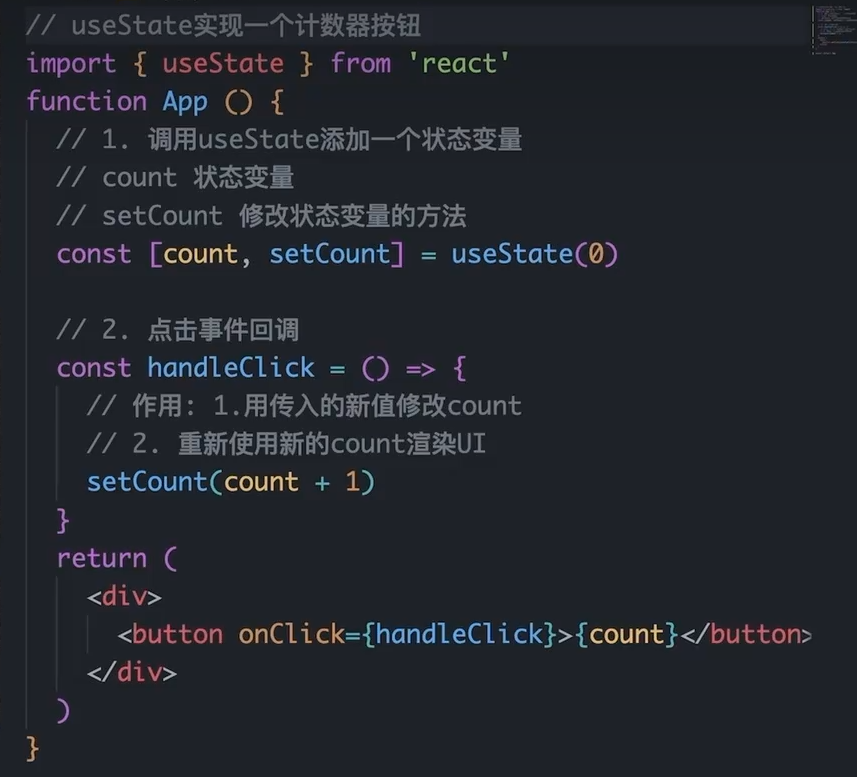 // useState实现一个计数器按钮
import { useState } from 'react'
function App () {
// 1. 调用useState添加一个状态变量
// count 状态变量
// setCount 修改状态变量的方法
const [count, setCount] = useState(0)
// 2. 点击事件回调
const handleClick = () => {
// 作用: 1.用传入的新值修改count
// 2. 重新使用新的count渲染UI
setCount(count + 1)
}
return (
<div>
<button onClick={handleClick}>{count}</button>
</div>
)
}